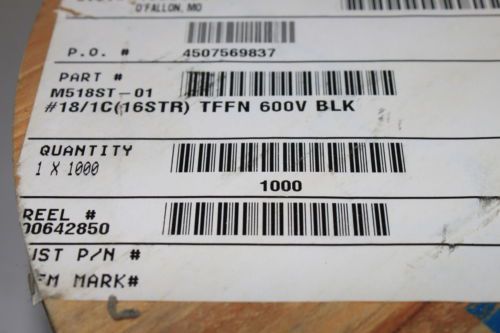 O'FALLON, MO
P.O. # 4507569837
PART #
M518ST-01
#18/1C(16STR) TFFN 600V BLK
QUANTITY
1 X 1000
1000
REEL #
00642850
UST P/N #
MARK#